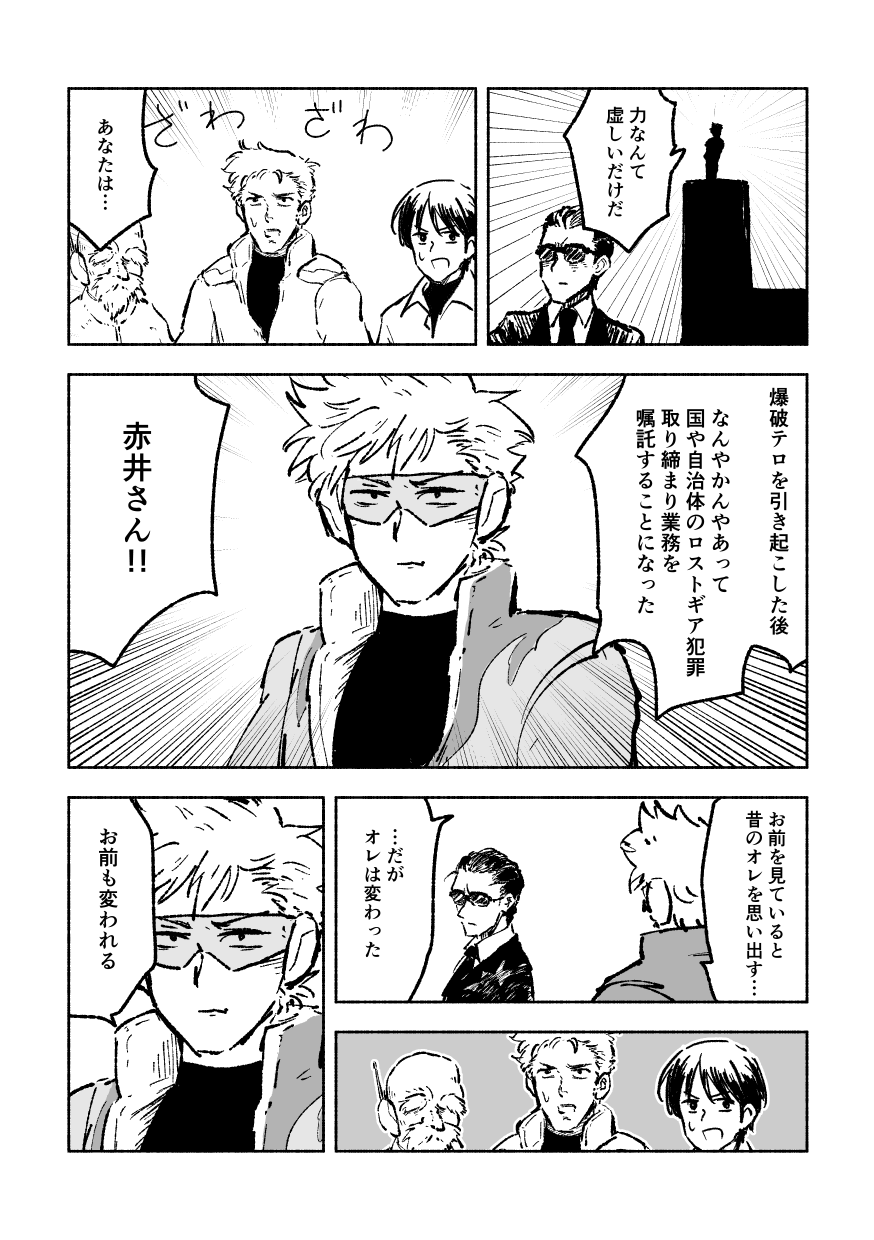 力なんて
虚しいだけだ
ざわ
ざわ
あなたは…
爆破テロを引き起こした後
なんやかんやあって
国や自治体のロストギア犯罪
取り締まり業務を
嘱託することになった
赤井さん!!
お前を見ていると
昔のオレを思い出す…
…だが
オレは変わった
お前も変われる